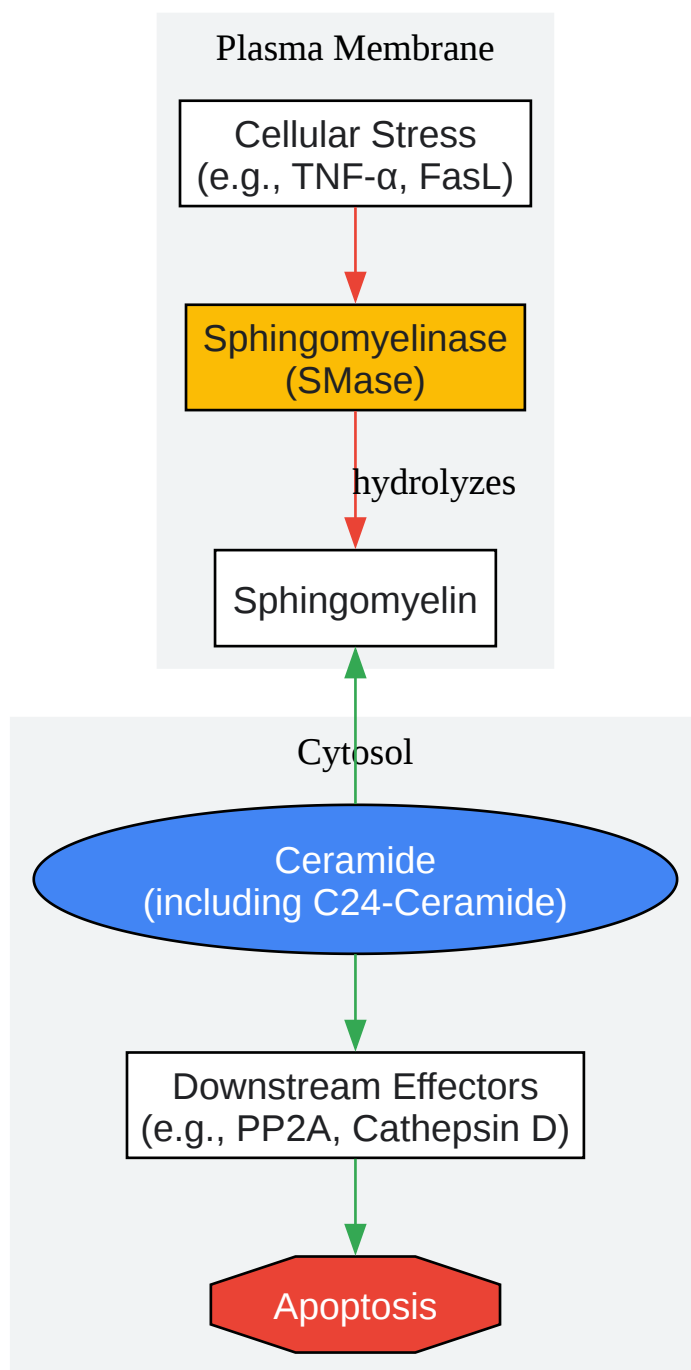 Plasma Membrane
Cellular Stress
(e.g., TNF-α, FasL)
Sphingomyelinase
(SMase)
hydrolyzes
Sphingomyelin
Cytosol
Ceramide
(including C24-Ceramide)
Downstream Effectors
(e.g., PP2A, Cathepsin D)
Apoptosis